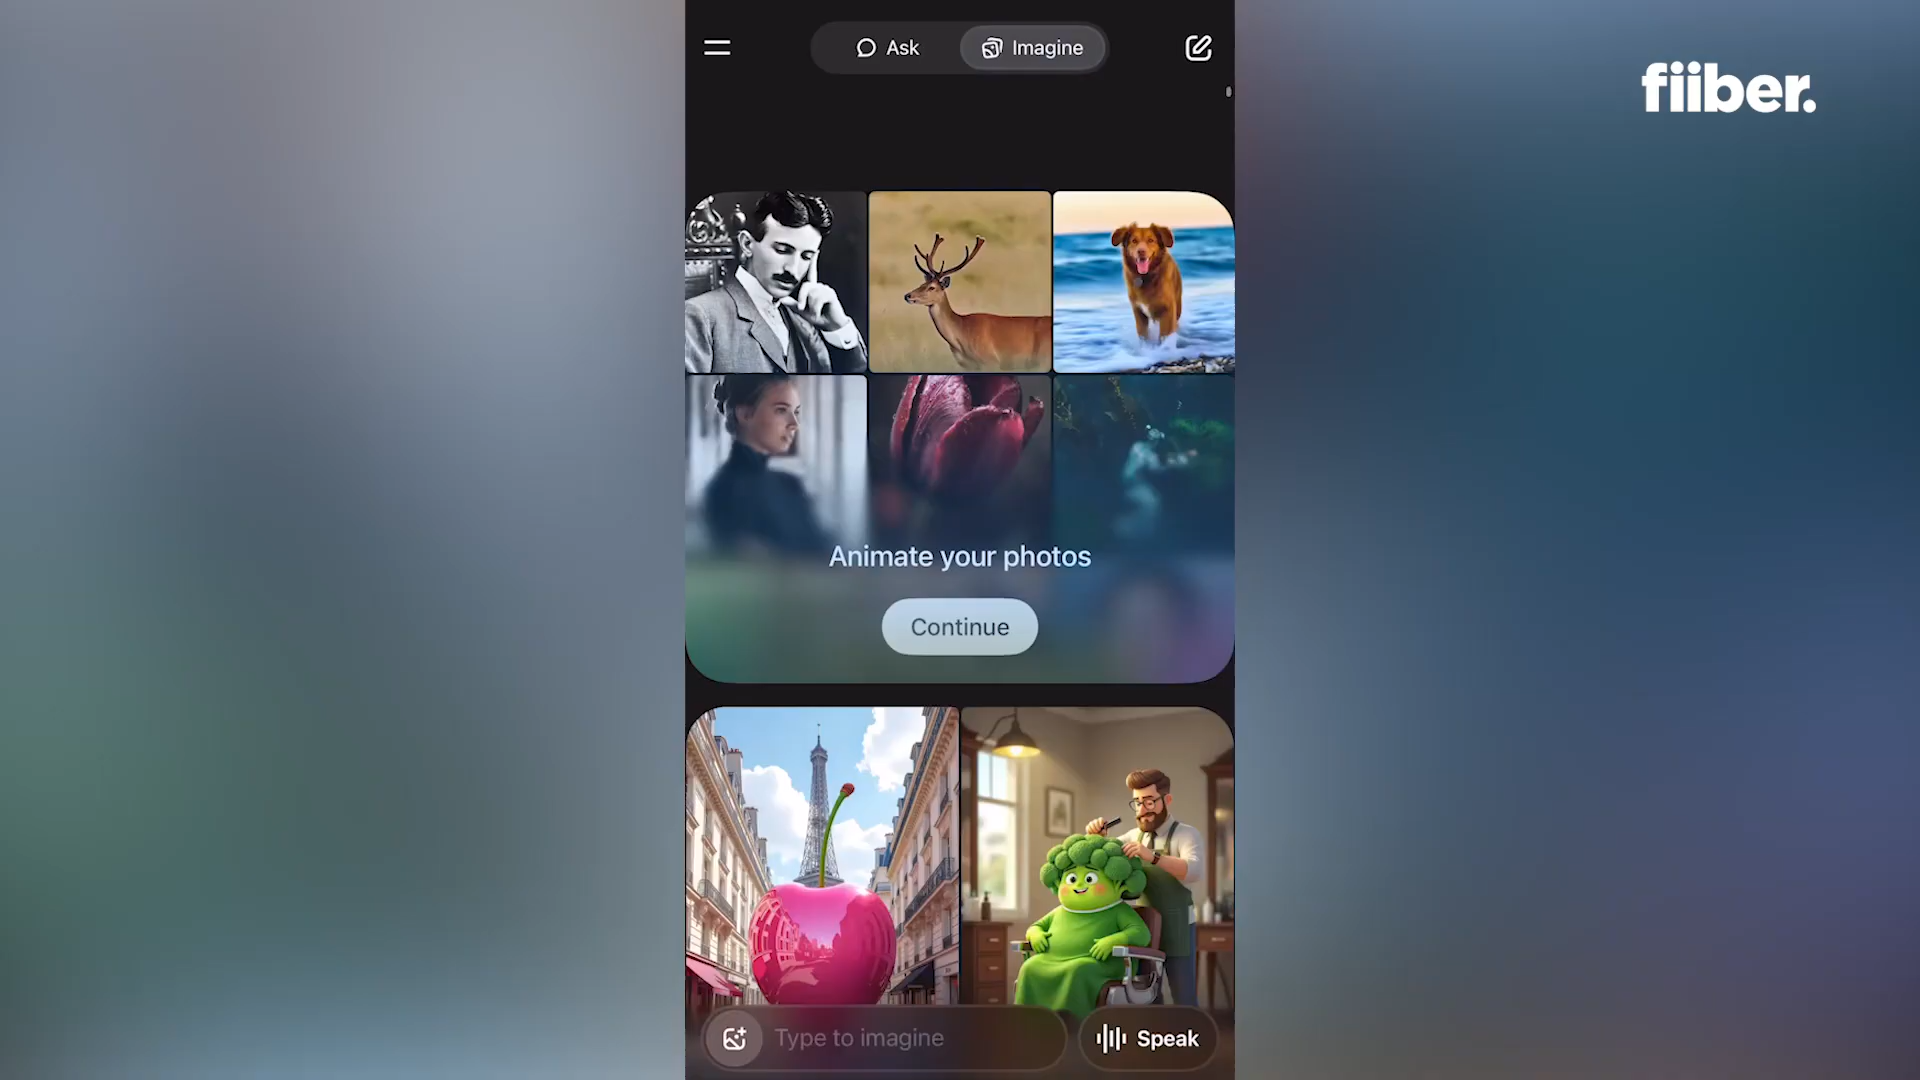 Ask
Imagine
fiiber.
Animate your photos
Continue
Type to imagine
Speak